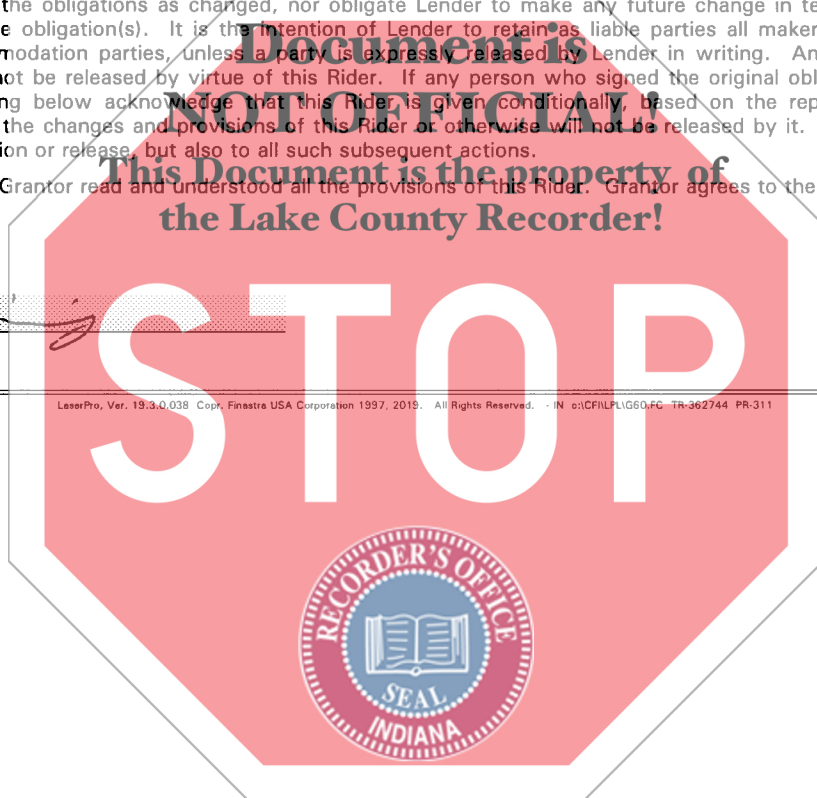 the obligations as changed, nor obligate Lender to make any future change in te
e obligation(s). It is the intention of Lender to retain as liable parties all maker
modation parties, unless a party is expressly released by Lender in writing. An
ot be released by virtue of this Rider. If any person who signed the original obl
ng below acknowledge that this Rider is given conditionally, based on the rep
the changes and provisions of this Rider or otherwise will not be released by it.
ion or release, but also to all such subsequent actions.
Grantor read and understood all the provisions of this Rider. Grantor agrees to the
Document is
NOT OFFICIAL!
This Document is the property of
the Lake County Recorder!
STOP
LaserPro, Ver. 19.3.0.038 Copr. Finastra USA Corporation 1997, 2019. All Rights Reserved. - IN c:\CFI\LPL\G60.FC TR-362744 PR-311
RECORDER'S OFFICE
SEAL
INDIANA